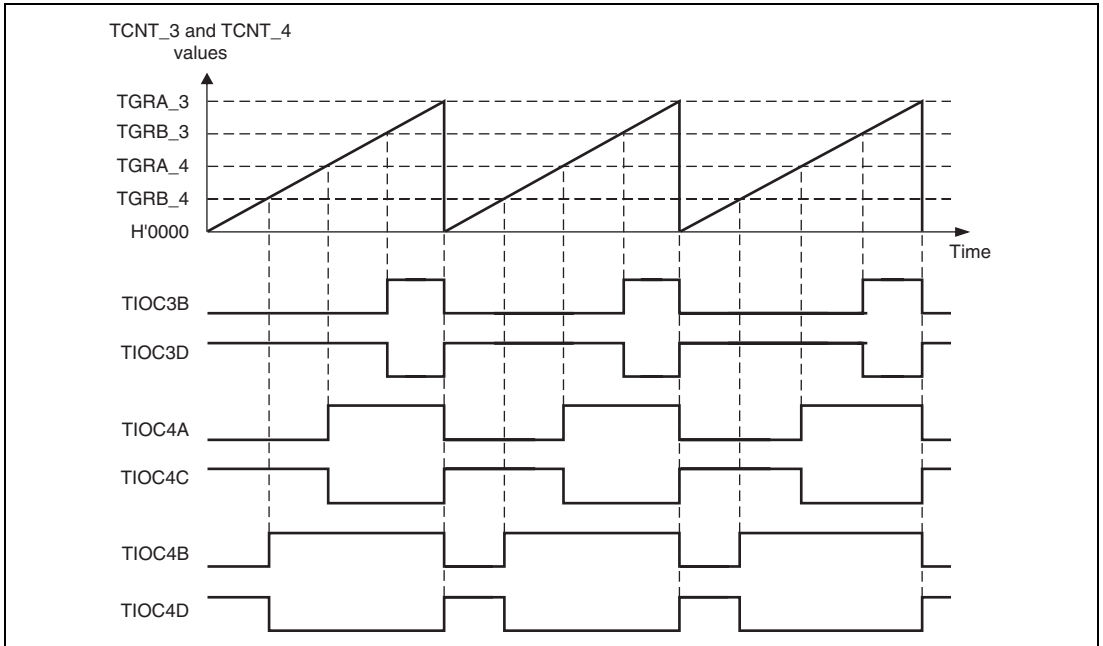 TCNT_3 and TCNT_4
values
TGRA_3
TGRB_3
TGRA_4
TGRB_4
H'0000
Time
TIOC3B
TIOC3D
TIOC4A
TIOC4C
TIOC4B
TIOC4D